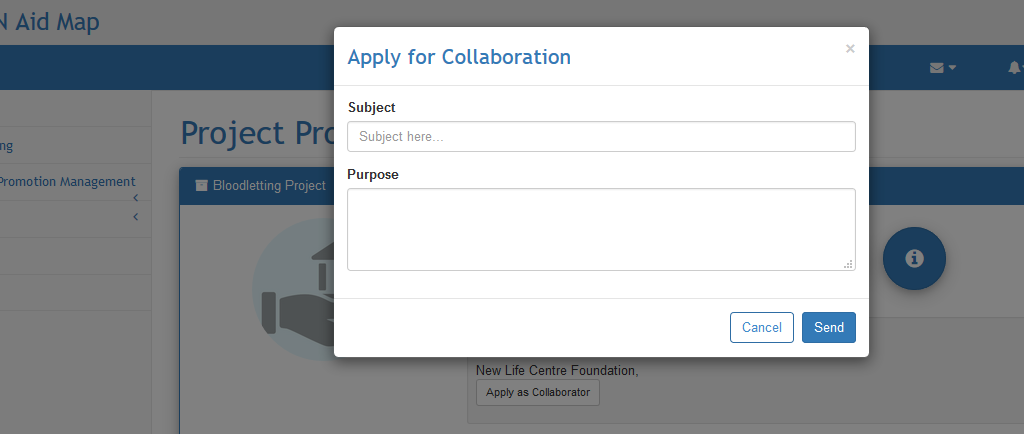 N Aid Map
Apply for Collaboration
×
Subject
Subject here...
Purpose
Cancel
Send
ng
Promotion Management
Project Pro
Bloodletting Project
New Life Centre Foundation,
Apply as Collaborator